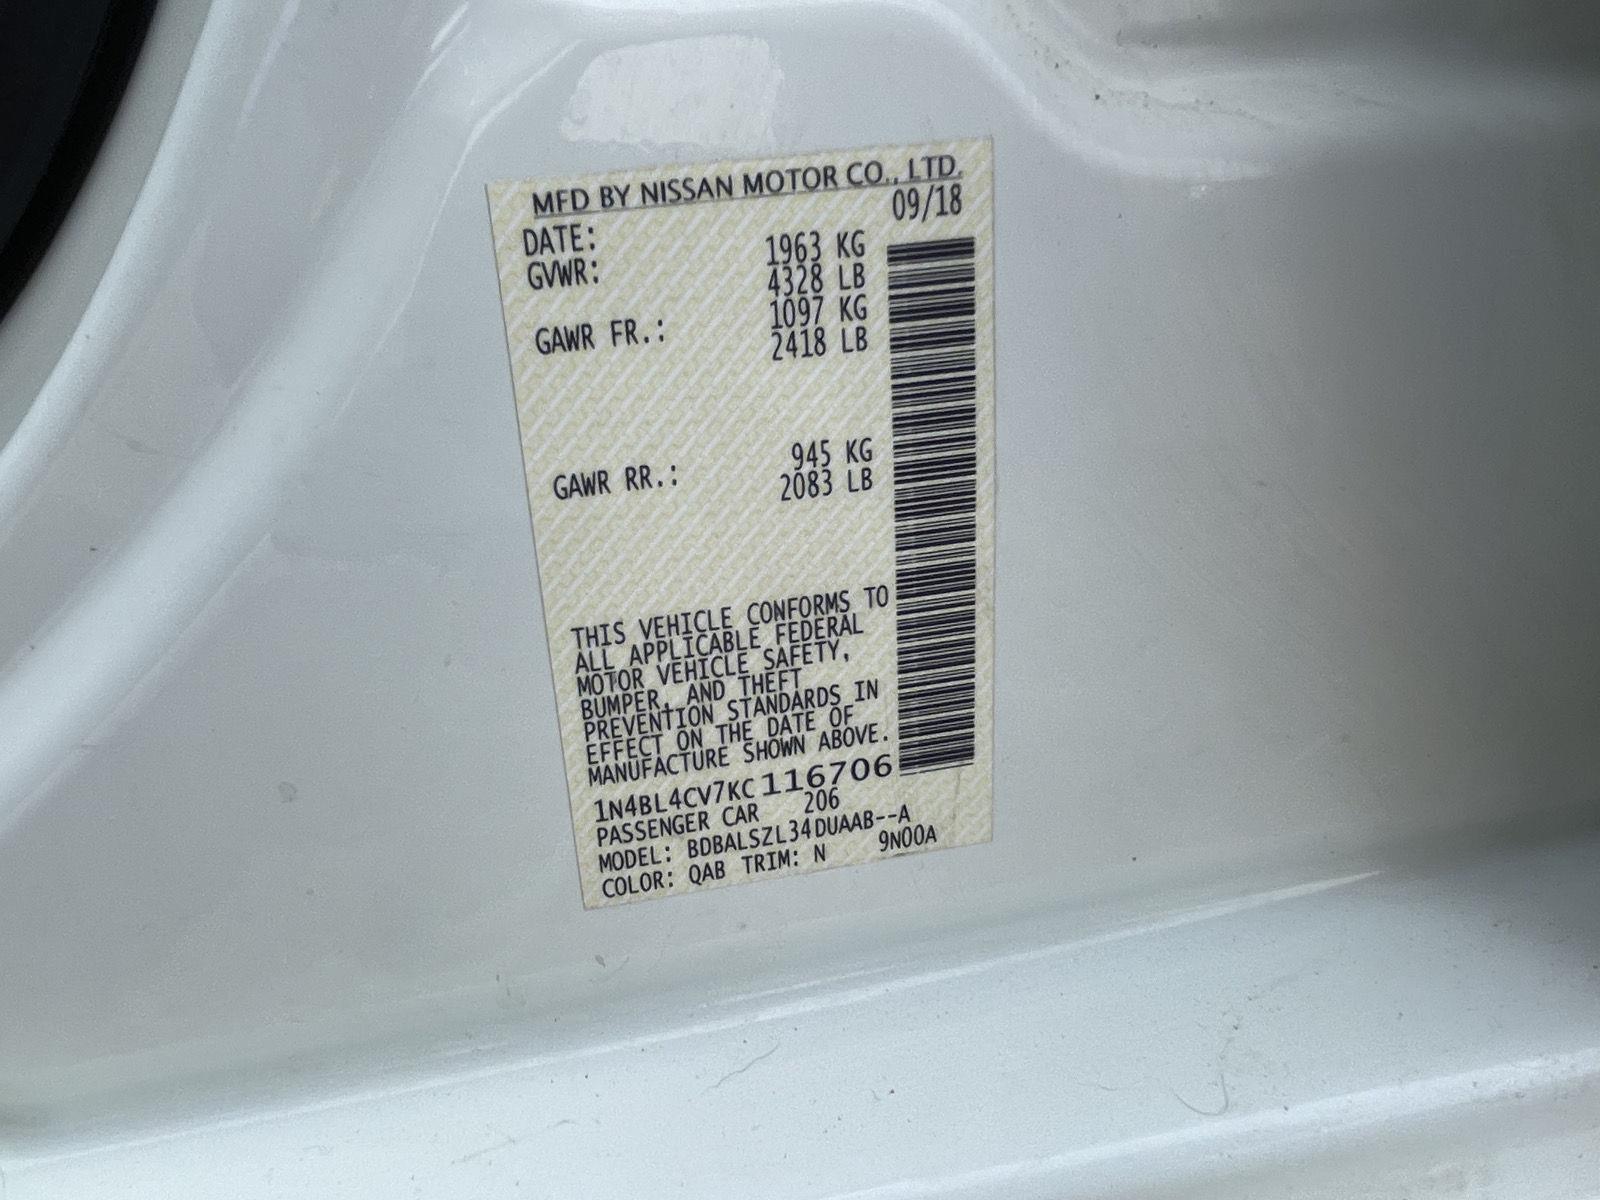 MFD BY NISSAN MOTOR CO., LTD.
DATE: 09/18
GVWR: 1963 KG
4328 LB
GAWR FR.: 1097 KG
2418 LB
GAWR RR.: 945 KG
2083 LB
THIS VEHICLE CONFORMS TO
ALL APPLICABLE FEDERAL
MOTOR VEHICLE SAFETY,
BUMPER, AND THEFT
PREVENTION STANDARDS IN
EFFECT ON THE DATE OF
MANUFACTURE SHOWN ABOVE.
1N4BL4CV7KC116706
PASSENGER CAR 206
MODEL: BDBALSZL34DUAAB--A
COLOR: QAB TRIM: N 9N00A